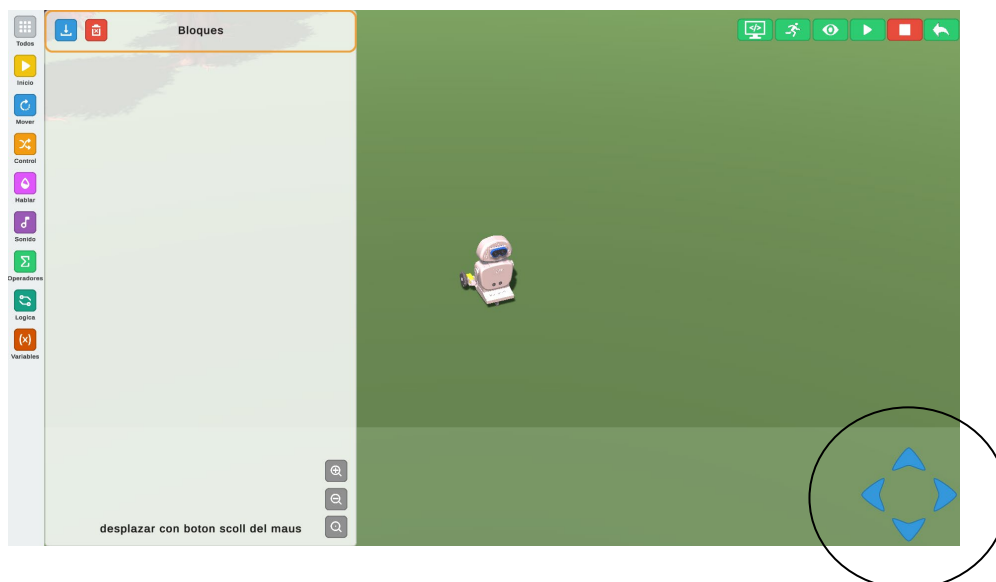 Todos
Bloques
Inicio
Mover
Control
Hablar
Sonido
Operadores
Logica
(x)
Variables
desplazar con boton scoll del maus